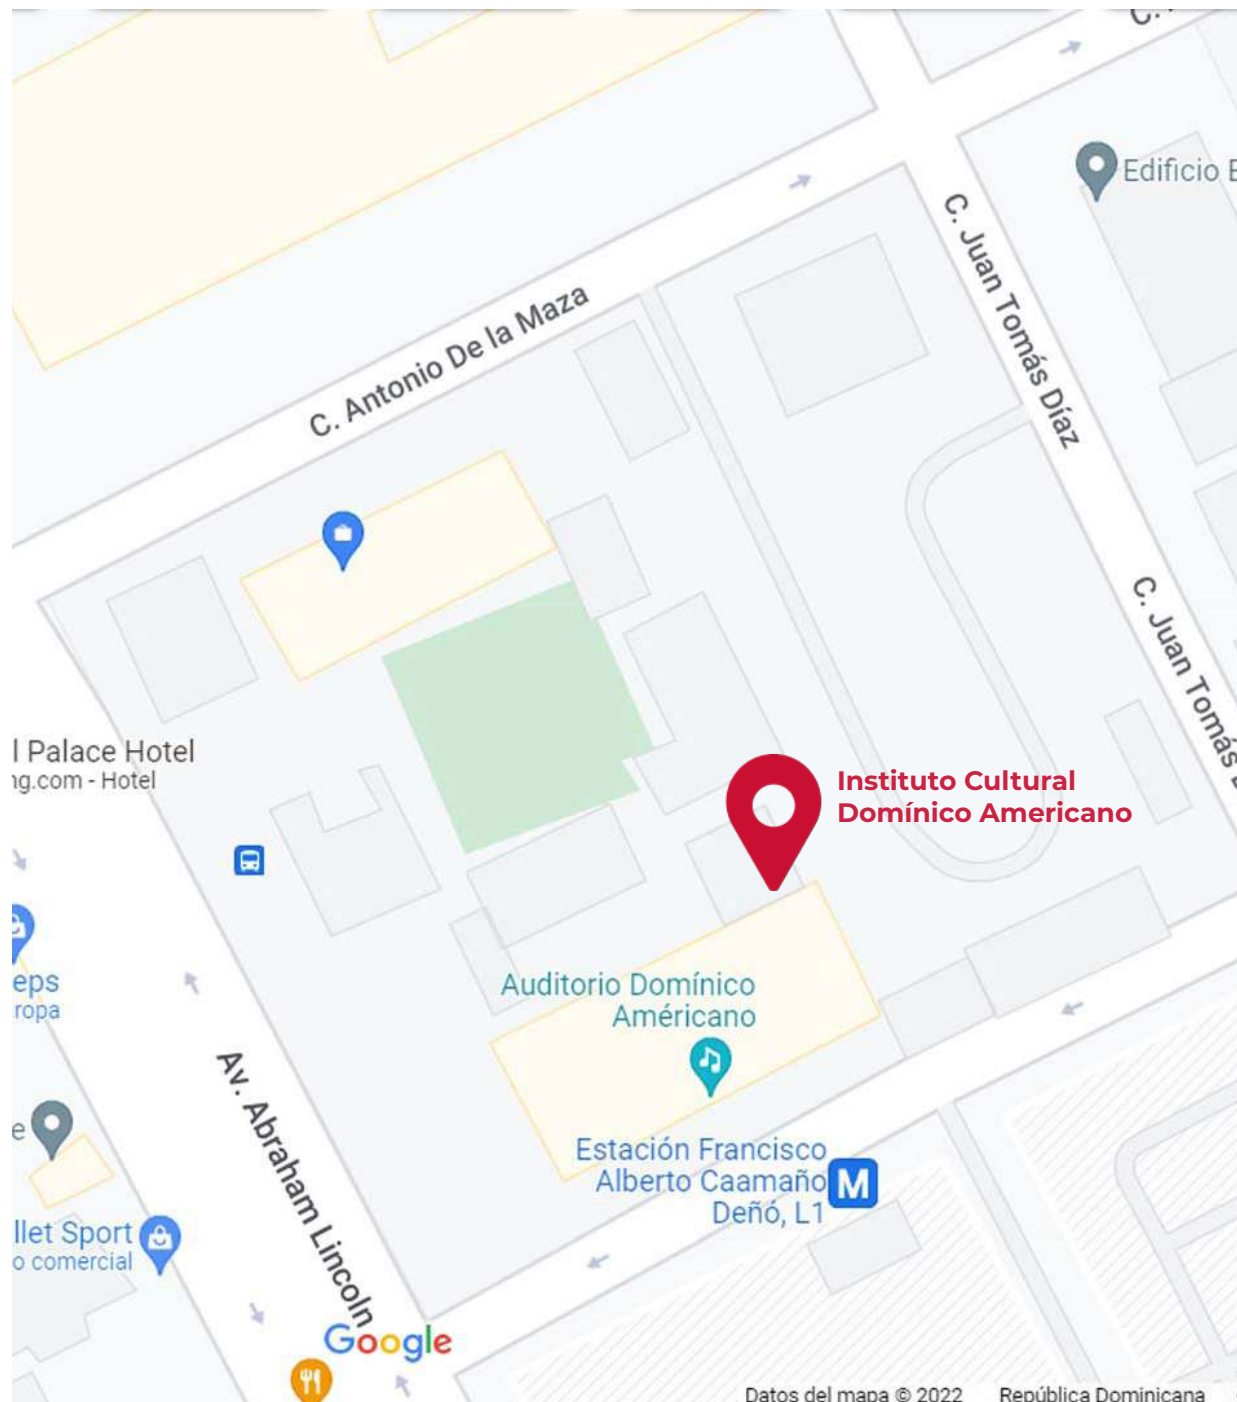 Edificio
C. Juan Tomás Díaz
C. Antonio De la Maza
C. Juan Tomás
Palace Hotel
- Hotel
Instituto Cultural
Domínico Americano
Auditorio Domínico
Américano
eps
ropa
Av. Abraham Lincoln
Estación Francisco
Alberto Caamaño
Deñó, L1
M
llet Sport
o comercial
Google
Datos del mapa © 2022 República Dominicana